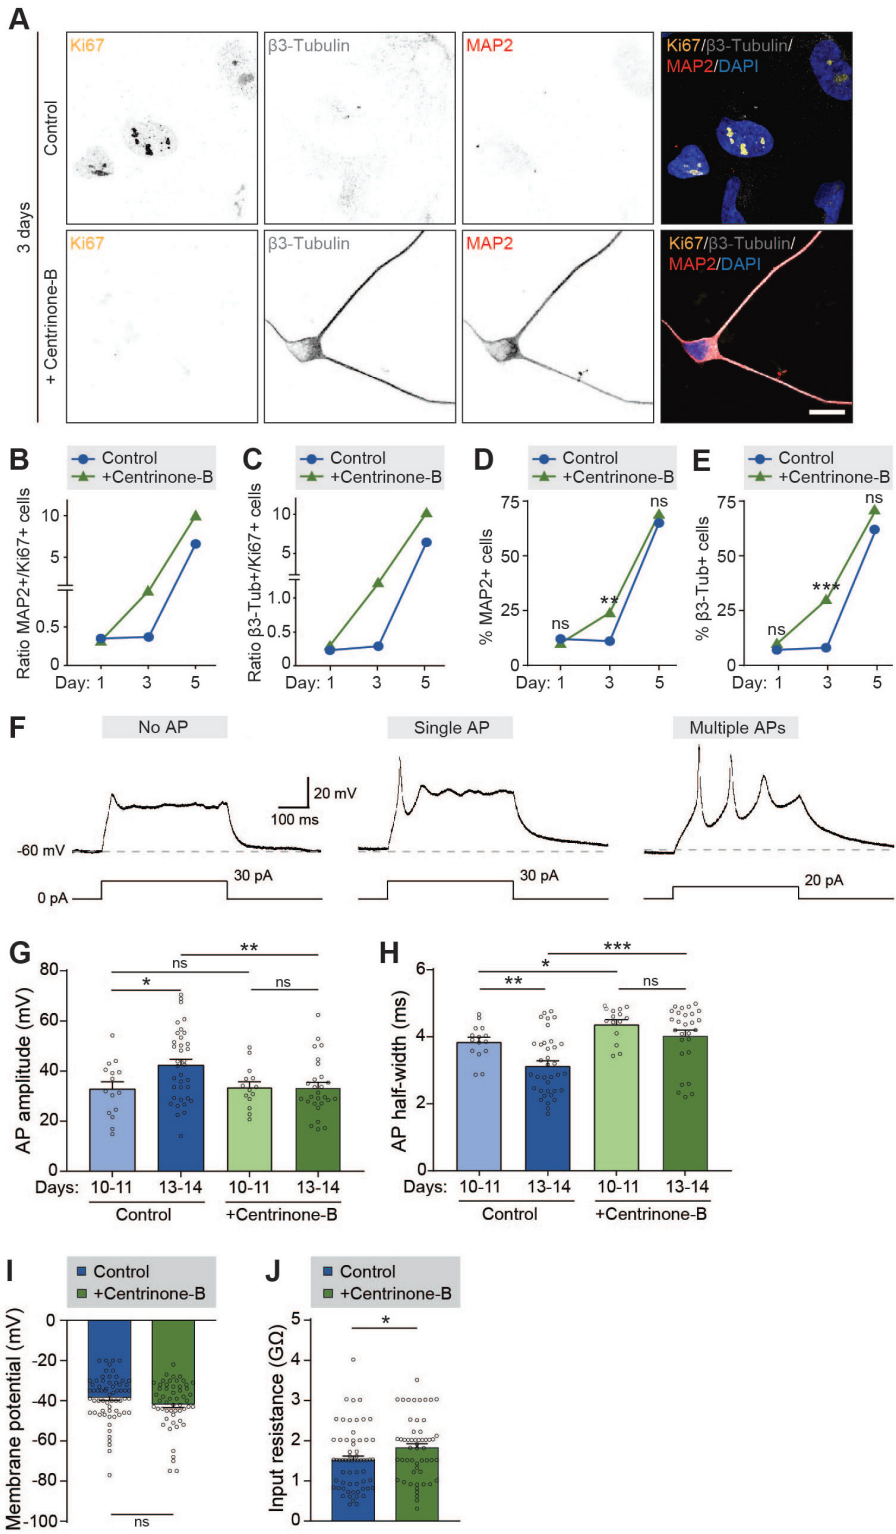 A
3 days
Control
Ki67
β3-Tubulin
MAP2
Ki67/β3-Tubulin/
MAP2/DAPI
+ Centrinone-B
Ki67
β3-Tubulin
MAP2
Ki67/β3-Tubulin/
MAP2/DAPI
B
Control
+Centrinone-B
Ratio MAP2+/Ki67+ cells
10
5
0.5
0
Day: 1 3 5
C
Control
+Centrinone-B
Ratio β3-Tub+/Ki67+ cells
10
5
1.0
0.5
0
Day: 1 3 5
D
Control
+Centrinone-B
% MAP2+ cells
75
50
25
0
ns
**
ns
Day: 1 3 5
E
Control
+Centrinone-B
% β3-Tub+ cells
75
50
25
0
ns
***
ns
Day: 1 3 5
F
No AP
Single AP
Multiple APs
20 mV
100 ms
-60 mV
0 pA
30 pA
30 pA
20 pA
G
AP amplitude (mV)
80
60
40
20
0
**
ns
*
ns
Days: 10-11 13-14 10-11 13-14
Control +Centrinone-B
H
AP half-width (ms)
6
4
2
0
***
*
**
ns
Days: 10-11 13-14 10-11 13-14
Control +Centrinone-B
I
Control
+Centrinone-B
Membrane potential (mV)
0
-20
-40
-60
-80
-100
ns
J
Control
+Centrinone-B
Input resistance (GΩ)
5
4
3
2
1
0
*